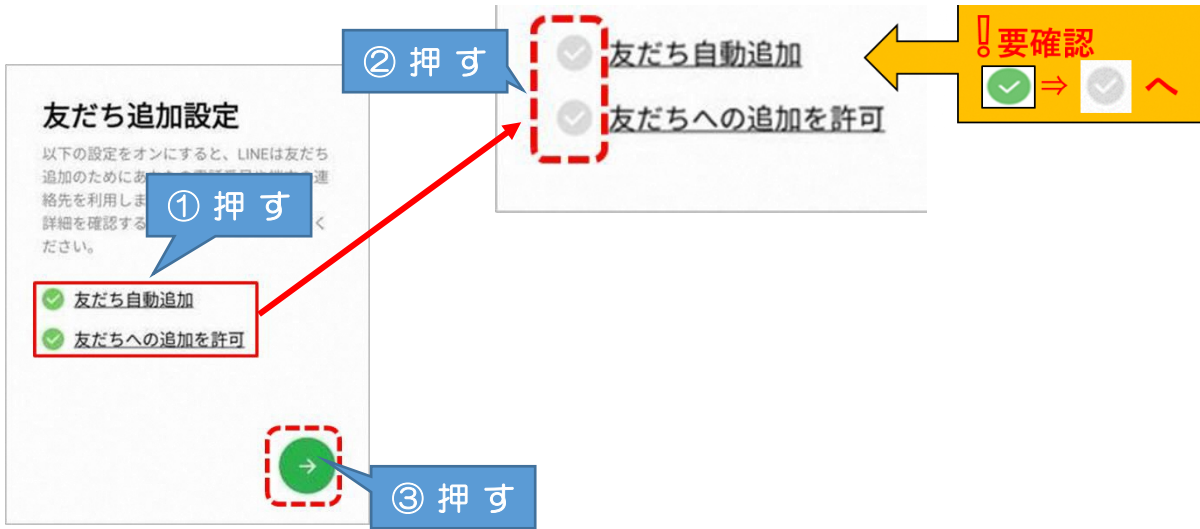 友だち追加設定
以下の設定をオンにすると、LINEは友だち
追加のためにあ
連
絡先を利用しま
詳細を確認する
く
ださい。
① 押 す
友だち自動追加
友だちへの追加を許可
② 押 す
友だち自動追加
友だちへの追加を許可
!要確認
⇒ へ
③ 押 す